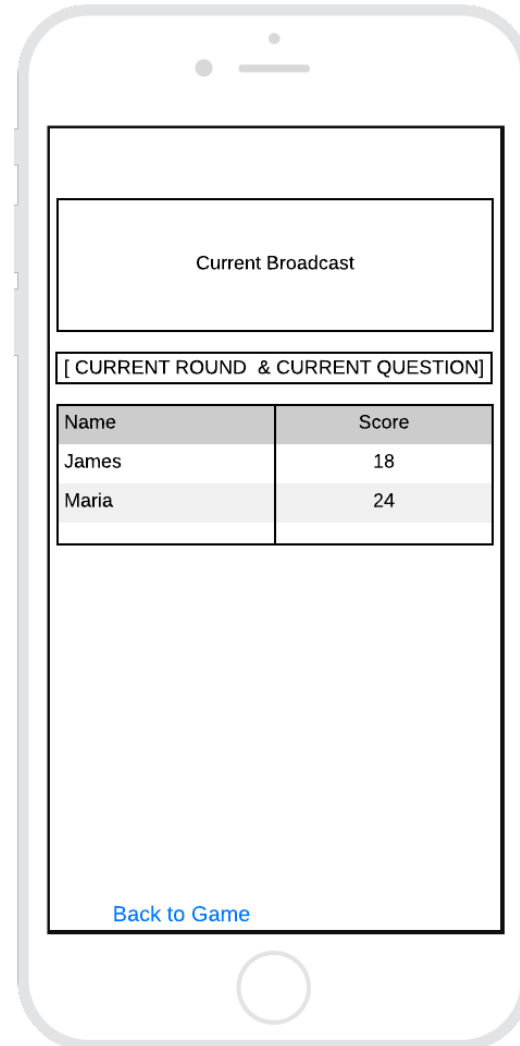 Current Broadcast
[ CURRENT ROUND  & CURRENT QUESTION]
Name Score
James 18
Maria 24
Back to Game